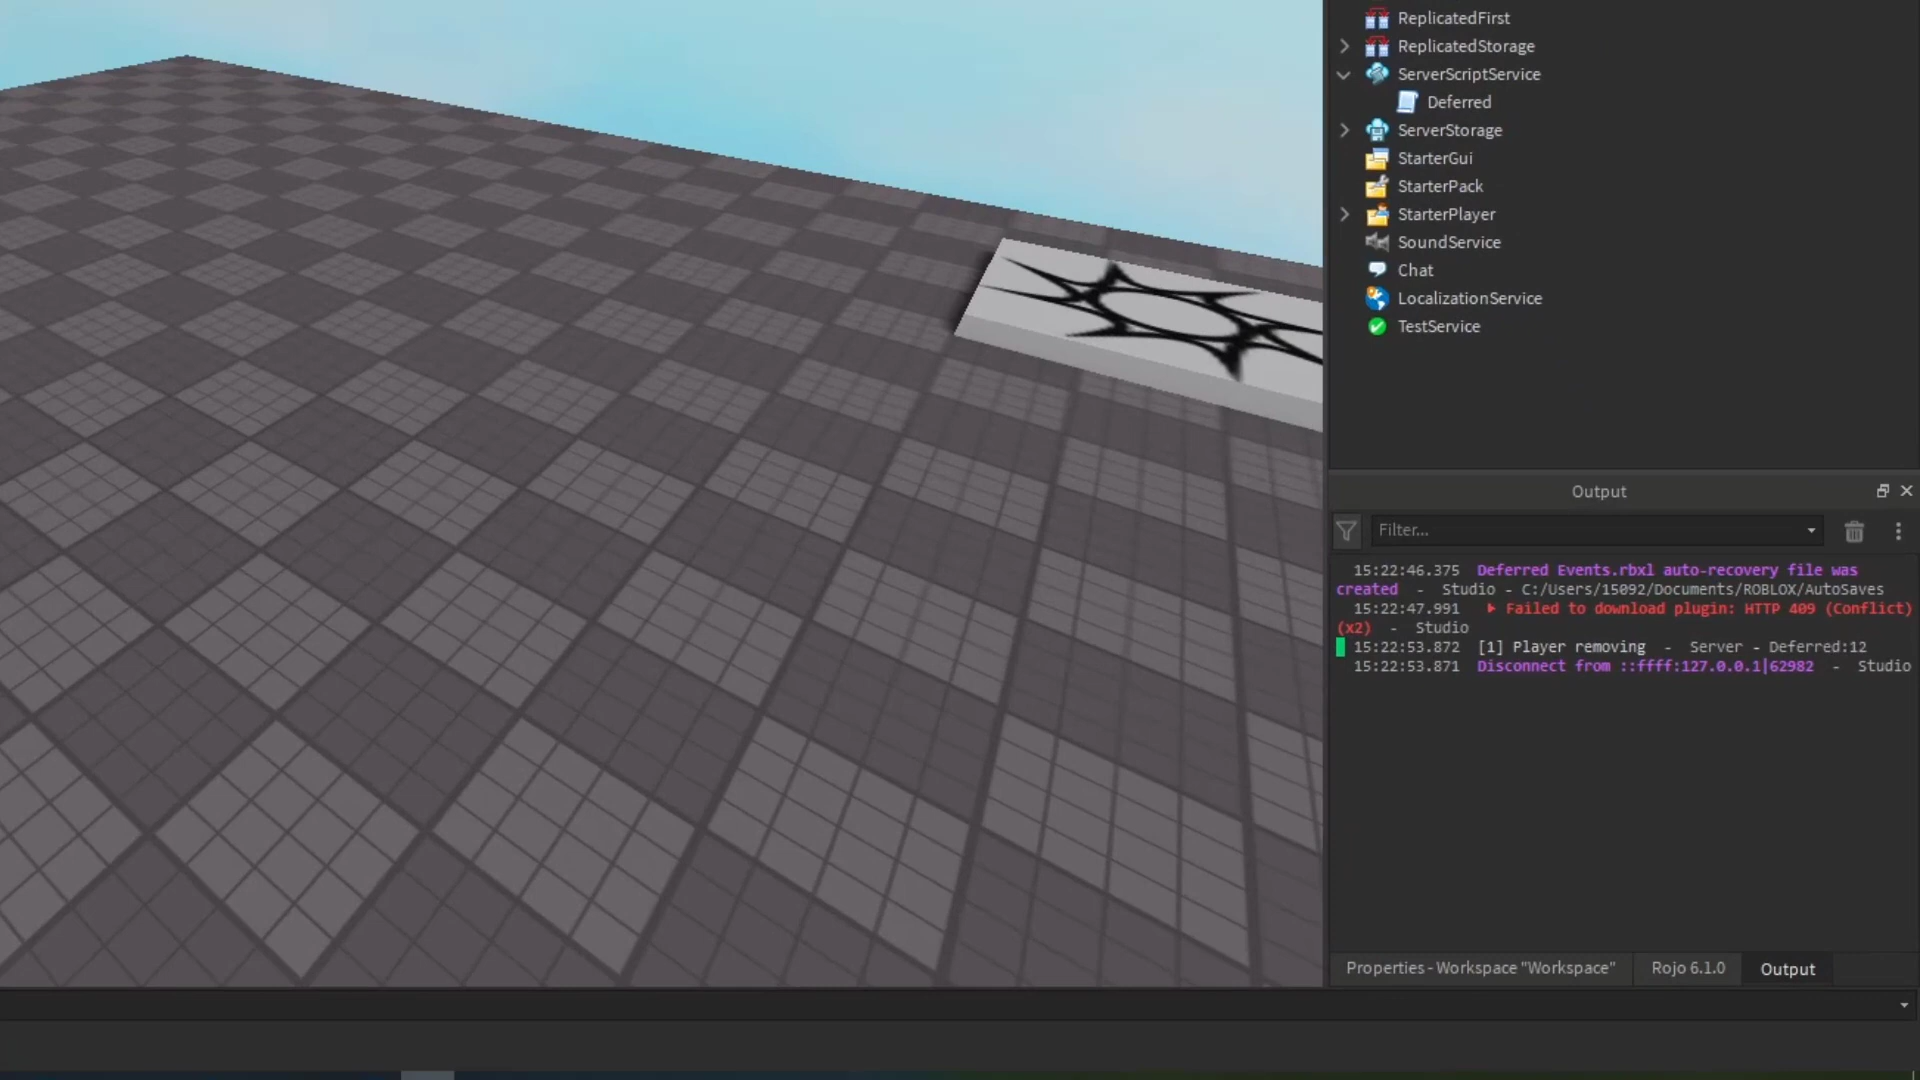 ReplicatedFirst
ReplicatedStorage
ServerScriptService
Deferred
ServerStorage
StarterGui
StarterPack
StarterPlayer
SoundService
Chat
LocalizationService
TestService
Output
Filter...
15:22:46.375 Deferred Events.rbxl auto-recovery file was
created - Studio - C:/Users/15092/Documents/ROBLOX/AutoSaves
15:22:47.991 Failed to download plugin: HTTP 409 (Conflict)
(x2) - Studio
15:22:53.872 [1] Player removing - Server - Deferred:12
15:22:53.871 Disconnect from ::ffff:127.0.0.1|62982 - Studio
Properties - Workspace "Workspace" Rojo 6.1.0 Output